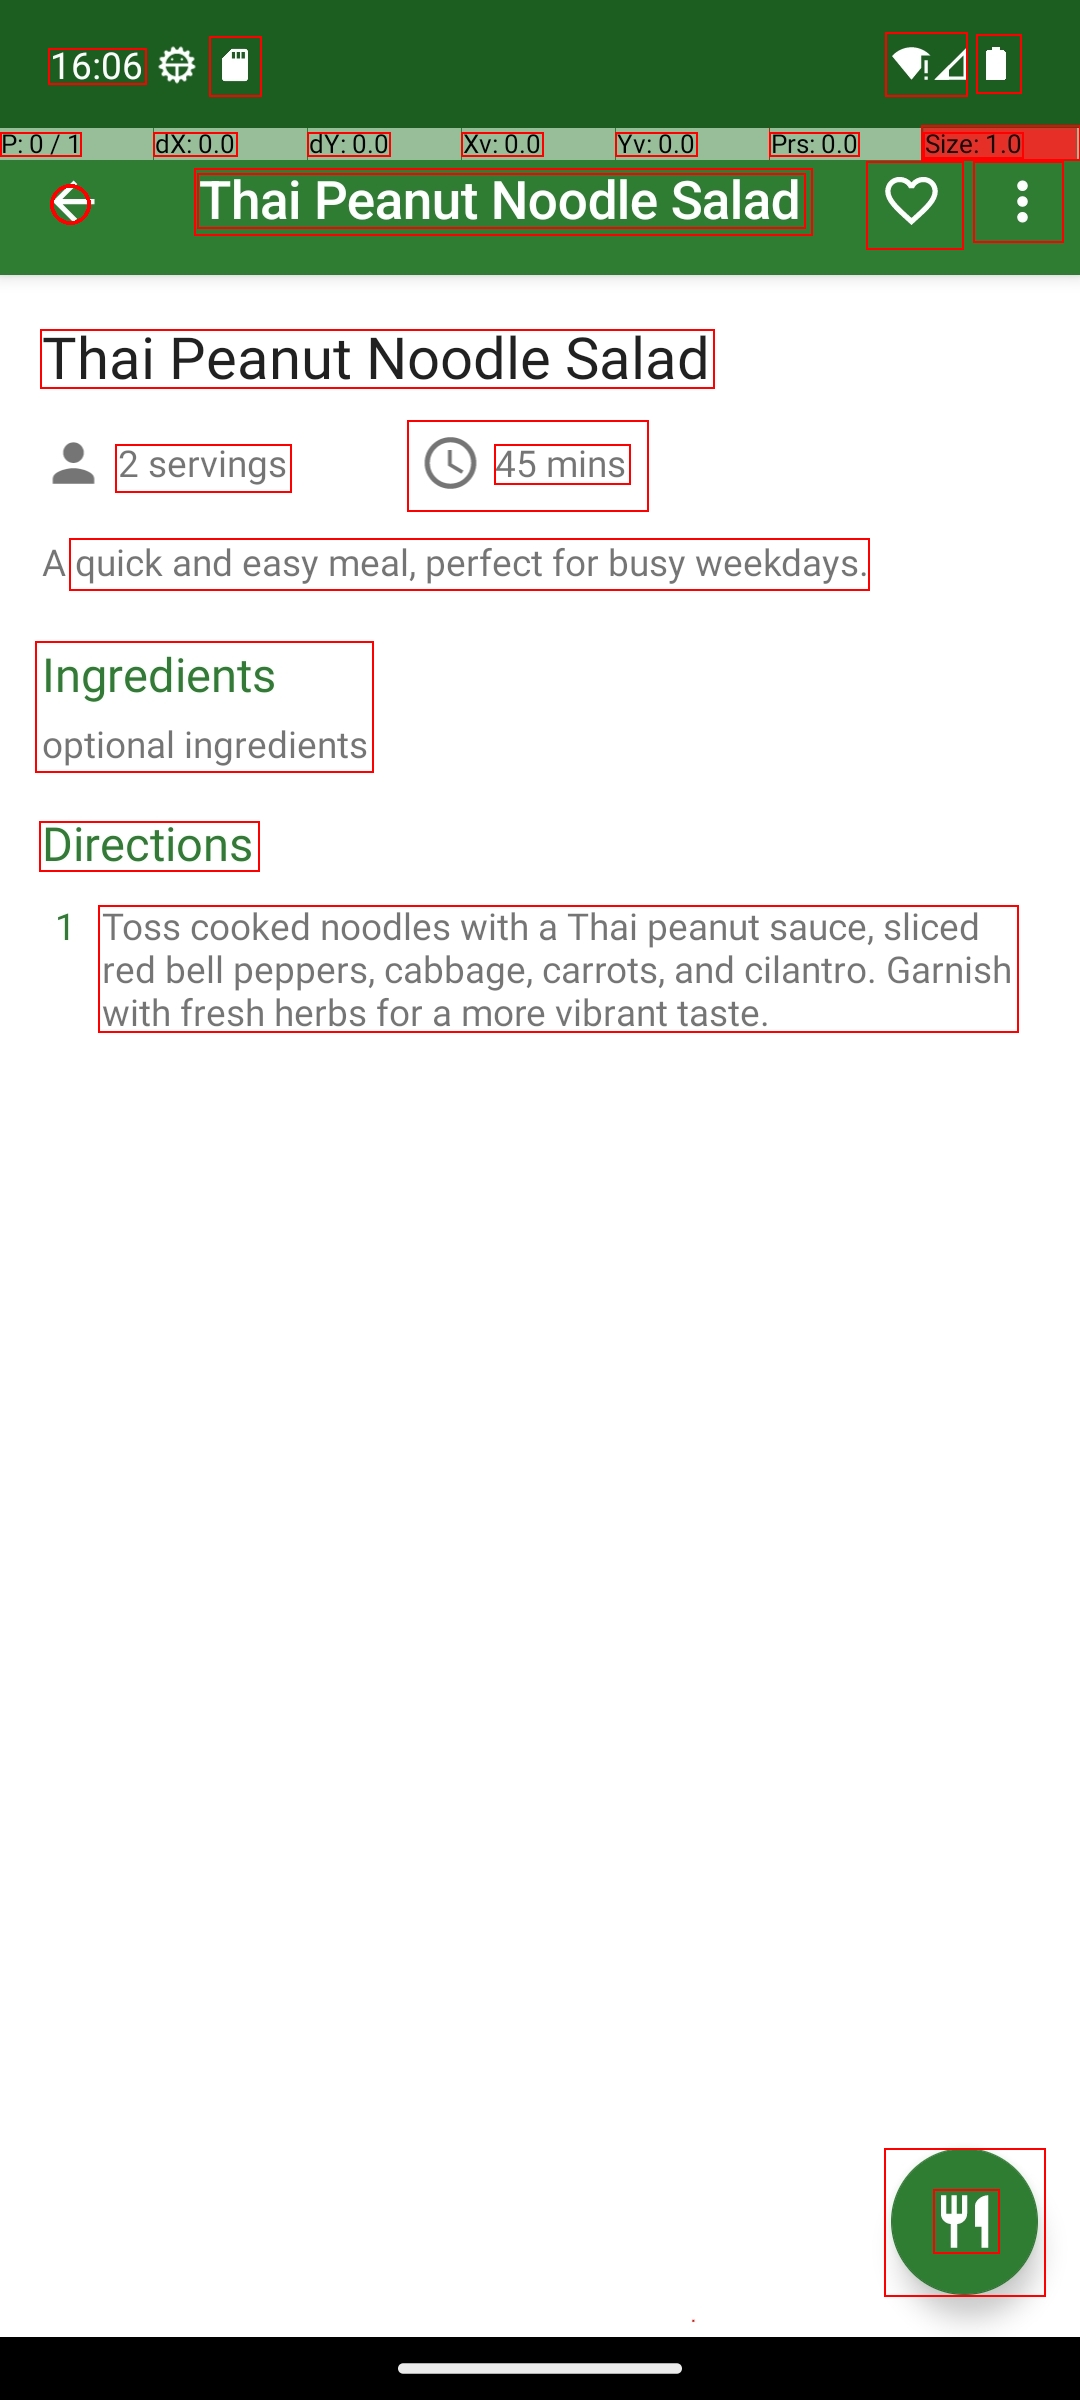 16:06
P: 0 / 1 dX: 0.0 dY: 0.0 Xv: 0.0 Yv: 0.0 Prs: 0.0 Size: 1.0
Thai Peanut Noodle Salad
Thai Peanut Noodle Salad
2 servings 45 mins
A quick and easy meal, perfect for busy weekdays.
Ingredients
optional ingredients
Directions
1 Toss cooked noodles with a Thai peanut sauce, sliced
red bell peppers, cabbage, carrots, and cilantro. Garnish
with fresh herbs for a more vibrant taste.